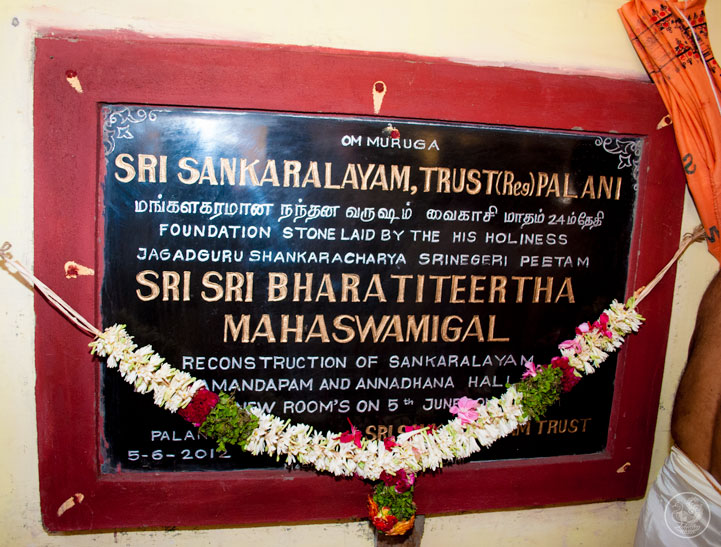 OM MURUGA
SRI SANKARALAYAM, TRUST (Reg) PALANI
மங்களகரமான நந்தன வருஷம் வைகாசி மாதம் 24ம்தேதி
FOUNDATION STONE LAID BY THE HIS HOLINESS
JAGADGURU SHANKARACHARYA SRINEGERI PEETAM
SRI SRI BHARATITEERTHA
MAHASWAMIGAL
RECONSTRUCTION OF SANKARALAYAM
MANDAPAM AND ANNADHANA HALL
NEW ROOM'S ON 5th JUNE
TRUST
5-6-2012